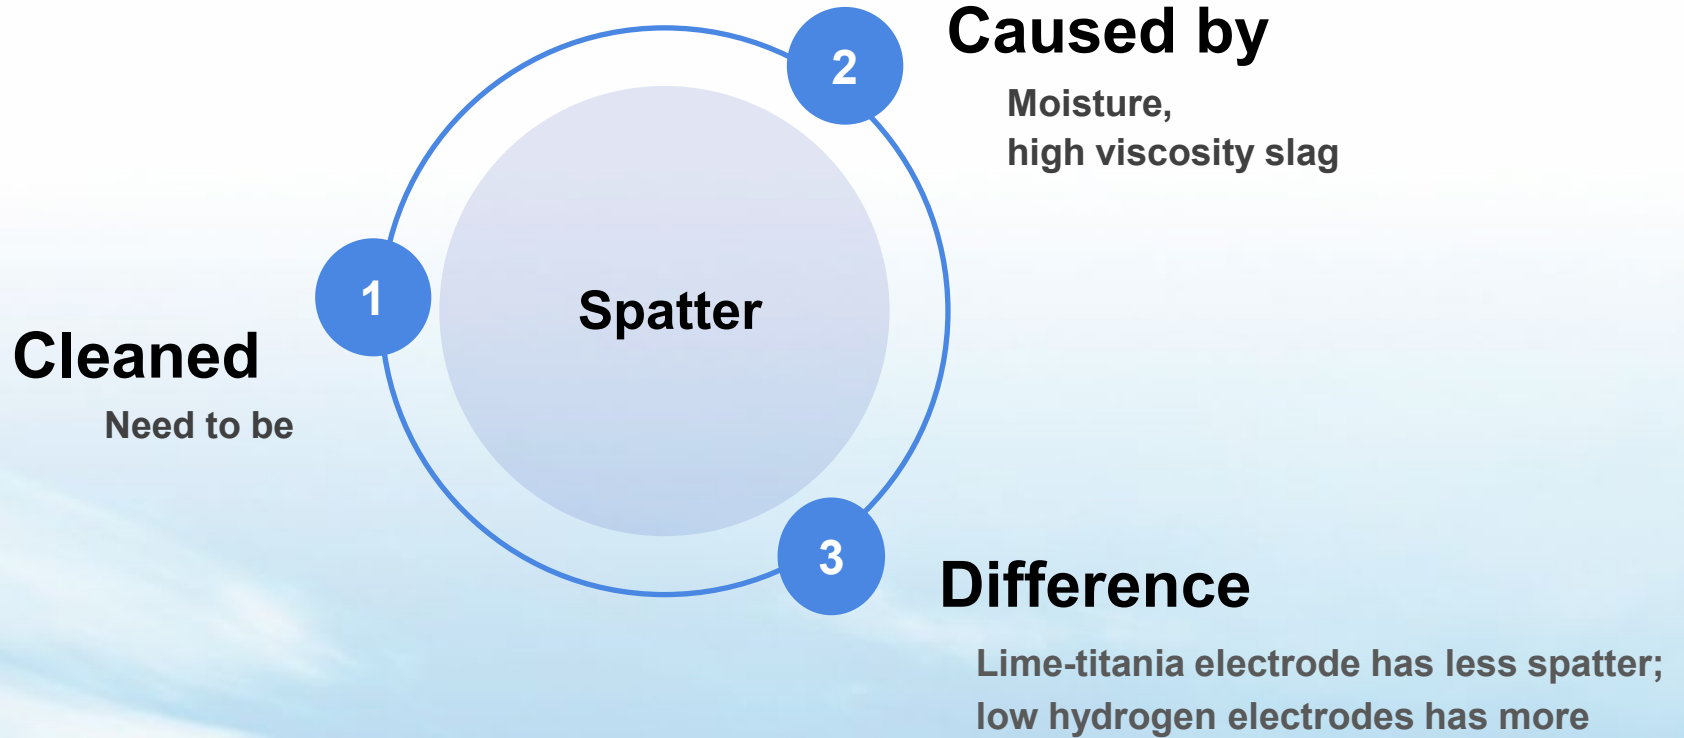 Spatter
1
Cleaned
Need to be
2
Caused by
Moisture,
high viscosity slag
3
Difference
Lime-titania electrode has less spatter;
low hydrogen electrodes has more